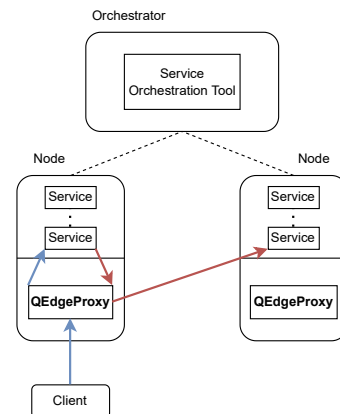 Orchestrator
Service
Orchestration Tool
Node
Node
Service
Service
Service
Service
QEdgeProxy
QEdgeProxy
Client